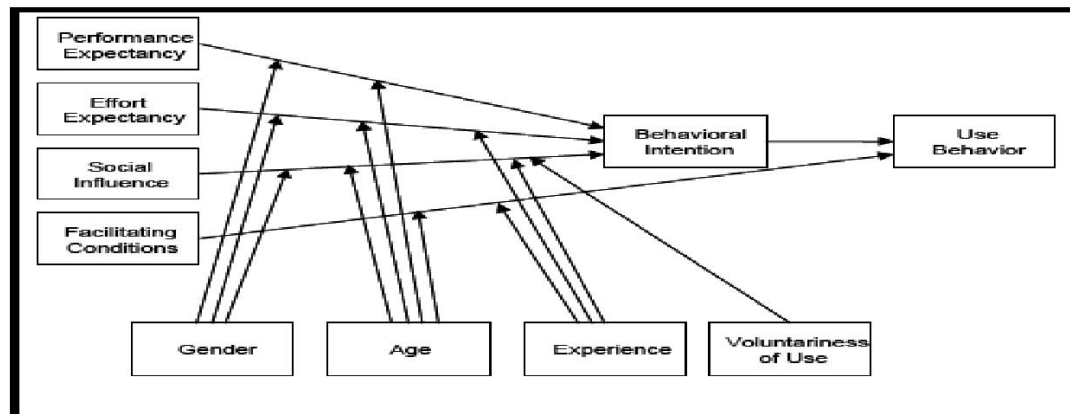 Performance
Expectancy
Effort
Expectancy
Social
Influence
Facilitating
Conditions
Behavioral
Intention
Use
Behavior
Gender
Age
Experience
Voluntariness
of Use